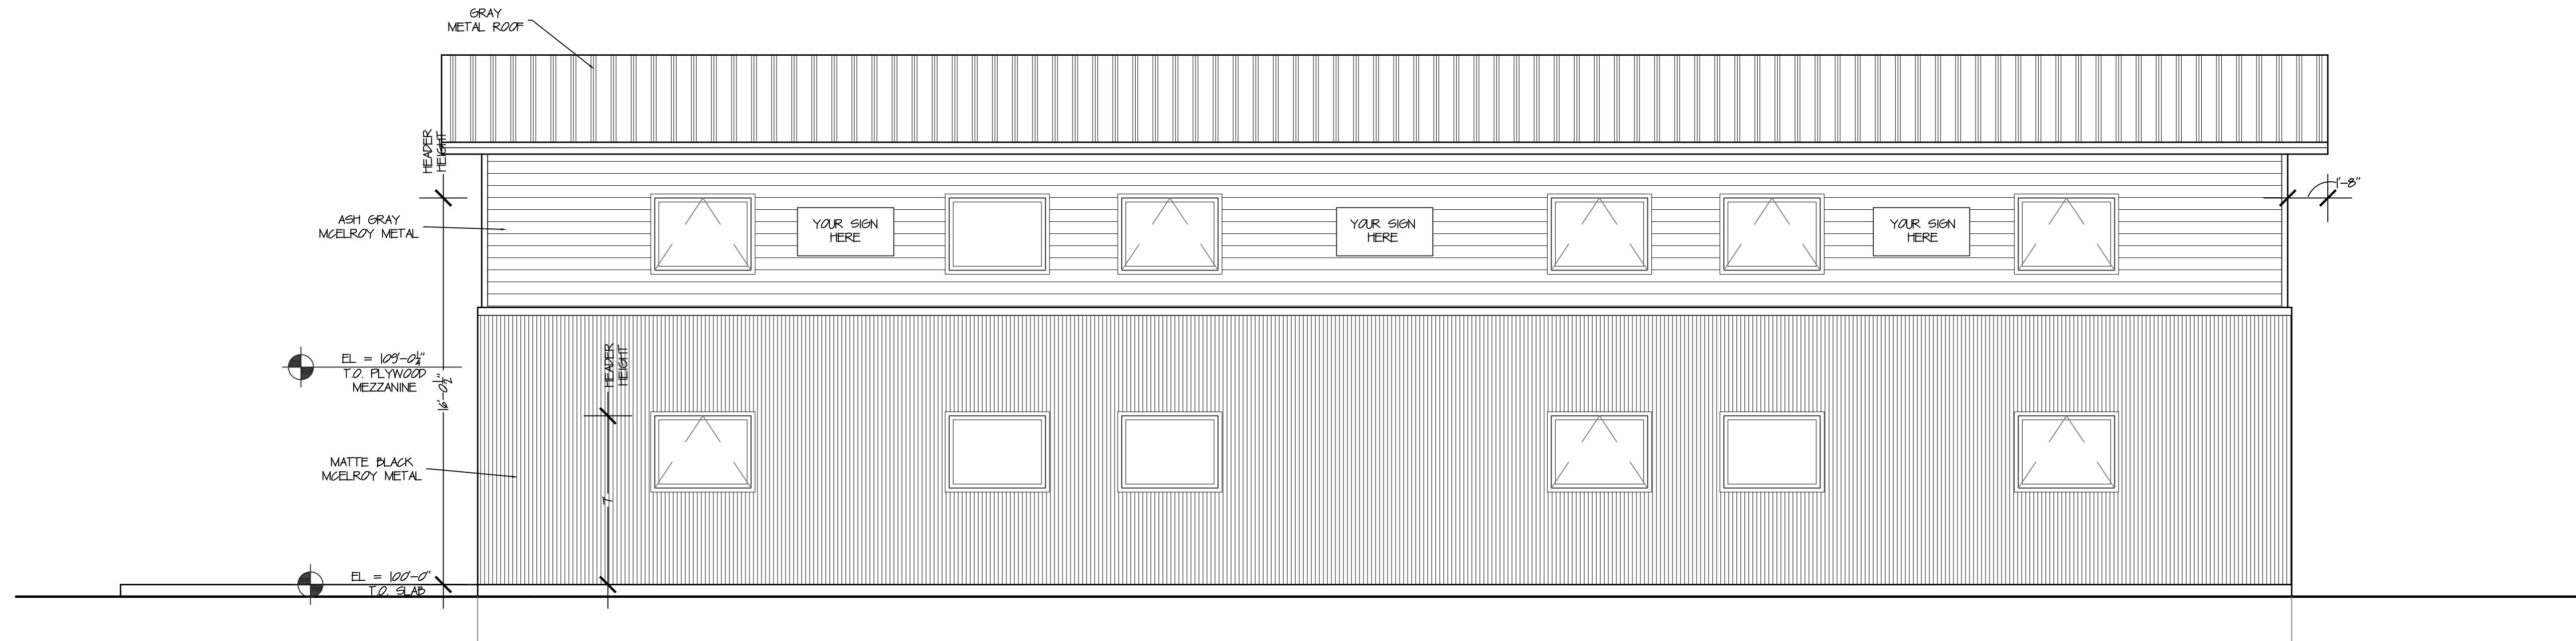 GRAY
METAL ROOF
HEADER
HEIGHT
1'-8"
ASH GRAY
MCELROY METAL
YOUR SIGN
HERE
YOUR SIGN
HERE
YOUR SIGN
HERE
HEADER
HEIGHT
EL = 109'-0¼"
T.O. PLYWOOD
MEZZANINE
16'-0½"
MATTE BLACK
MCELROY METAL
7'
EL = 100'-0"
T.O. SLAB